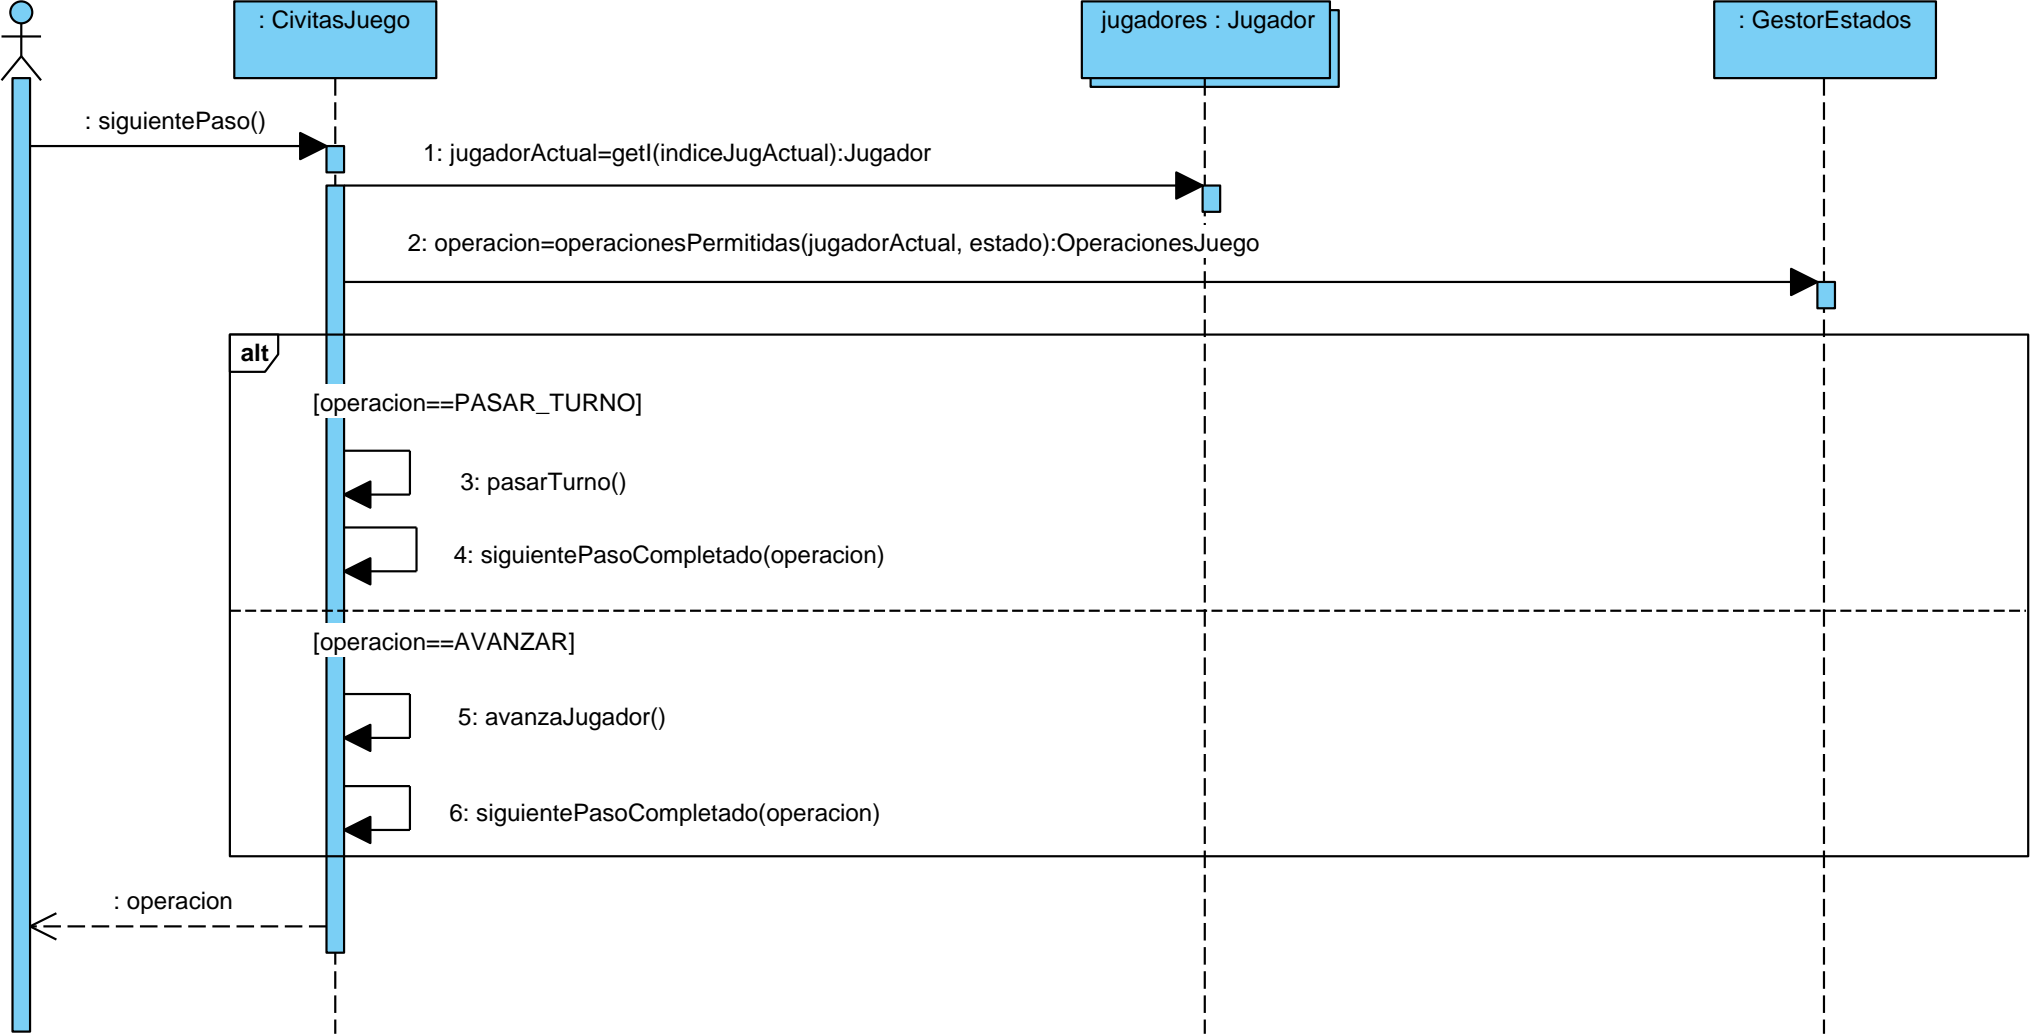 : CivitasJuego
jugadores : Jugador
: GestorEstados
: siguientePaso()
1: jugadorActual=getI(indiceJugActual):Jugador
2: operacion=operacionesPermitidas(jugadorActual, estado):OperacionesJuego
alt
[operacion==PASAR_TURNO]
3: pasarTurno()
4: siguientePasoCompletado(operacion)
[operacion==AVANZAR]
5: avanzaJugador()
6: siguientePasoCompletado(operacion)
: operacion